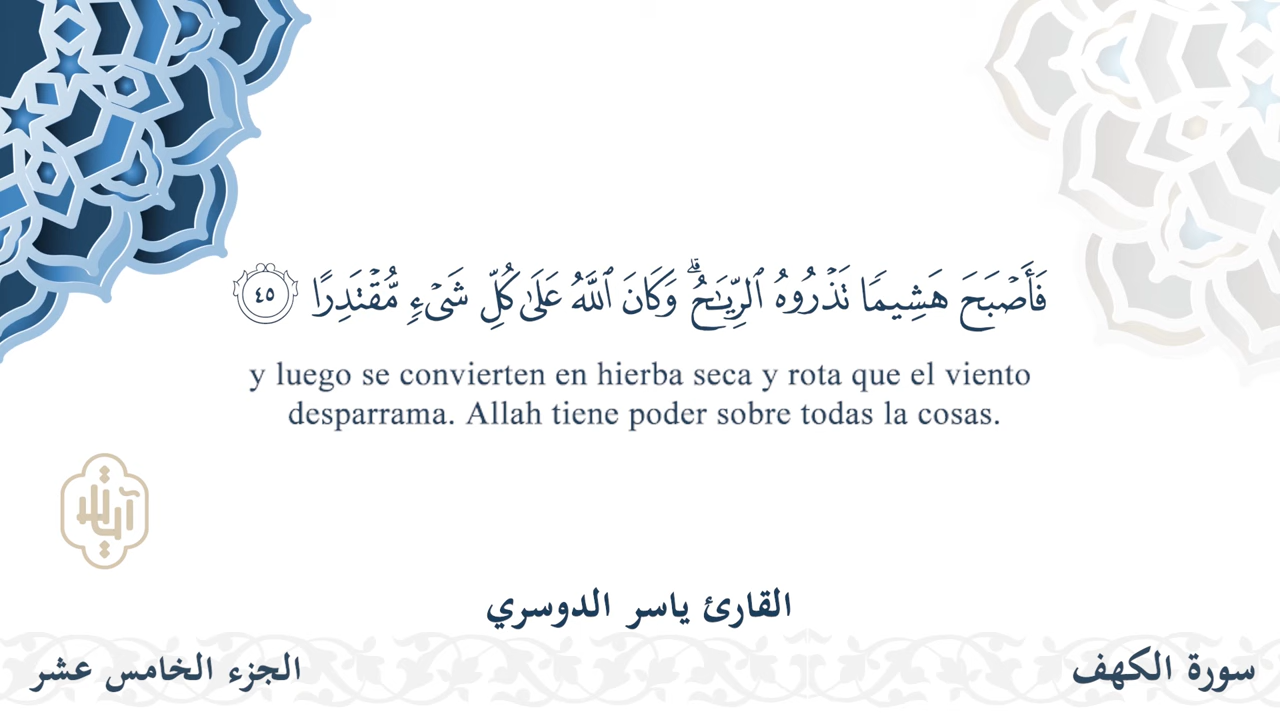 فَأَصْبَحَ هَشِيمًا تَذْرُوهُ ٱلرِّيَـٰحُ ۗ وَكَانَ ٱللَّهُ عَلَىٰ كُلِّ شَىْءٍ مُّقْتَدِرًا ٤٥
y luego se convierten en hierba seca y rota que el viento
desparrama. Allah tiene poder sobre todas la cosas.
القارئ ياسر الدوسري
سورة الكهف
الجزء الخامس عشر